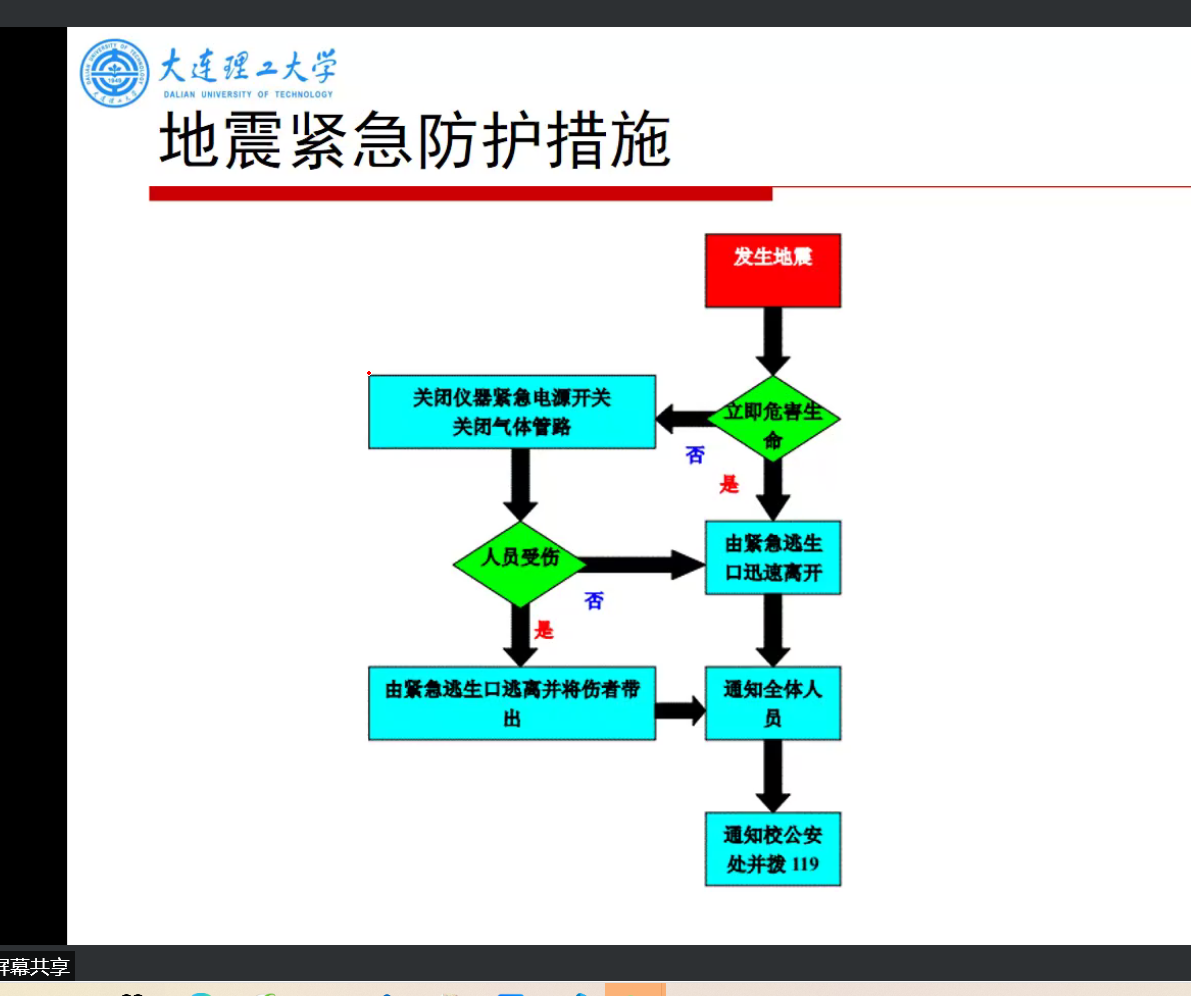 大连理工大学
DALIAN UNIVERSITY OF TECHNOLOGY
地震紧急防护措施
发生地震
关闭仪器紧急电源开关
关闭气体管路
立即危害生
命
否
是
人员受伤
由紧急逃生
口迅速离开
否
是
由紧急逃生口逃离并将伤者带
出
通知全体人
员
通知校公安
处并拨 119
屏幕共享